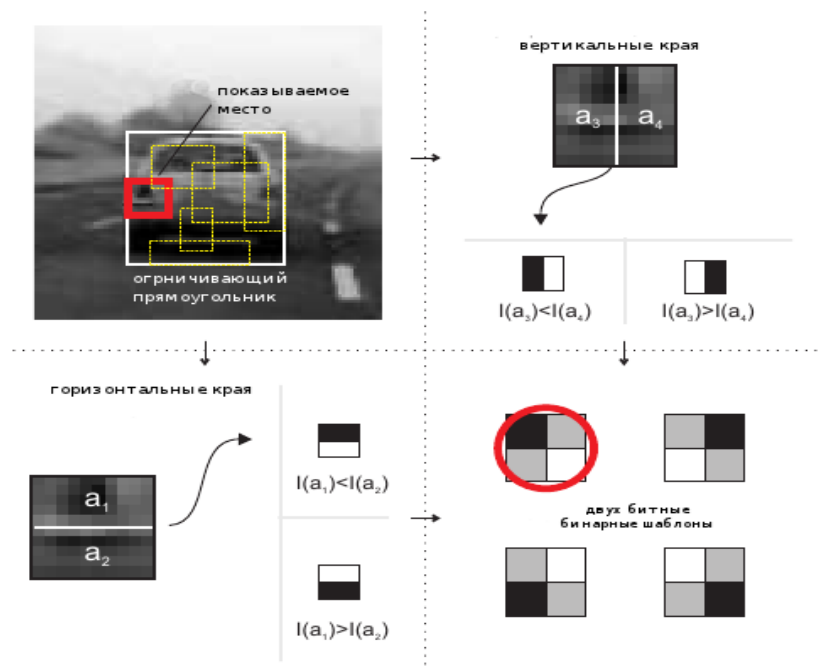 показываемое
место
огрничивающий
прямоугольник
вертикальные края
a₃ a₄
I(a₃)<I(a₄)
I(a₃)>I(a₄)
горизонтальные края
a₁
a₂
I(a₁)<I(a₂)
I(a₁)>I(a₂)
двух битные
бинарные шаблоны